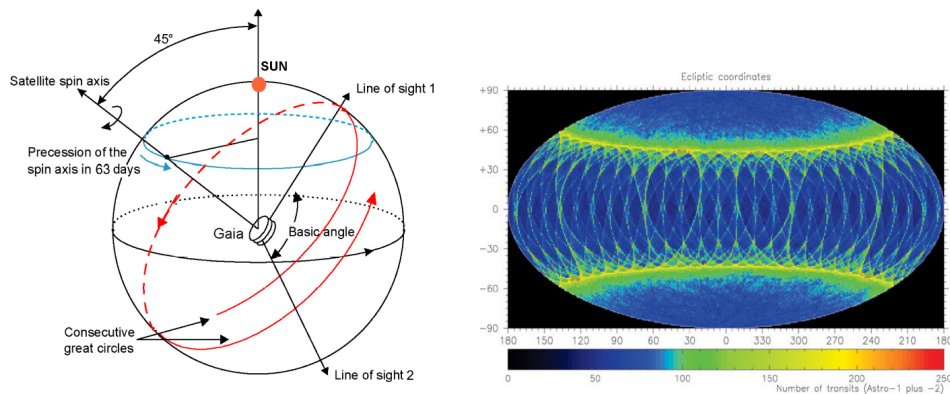 45°
SUN
Satellite spin axis
Line of sight 1
Precession of the
spin axis in 63 days
Gaia
Basic angle
Consecutive
great circles
Line of sight 2
Ecliptic coordinates
+90
+60
+30
0
-30
-60
-90
180 150 120 90 60 30 0 330 300 270 240 210 180
0 50 100 150 200 250
Number of transits (Astro-1 plus -2)